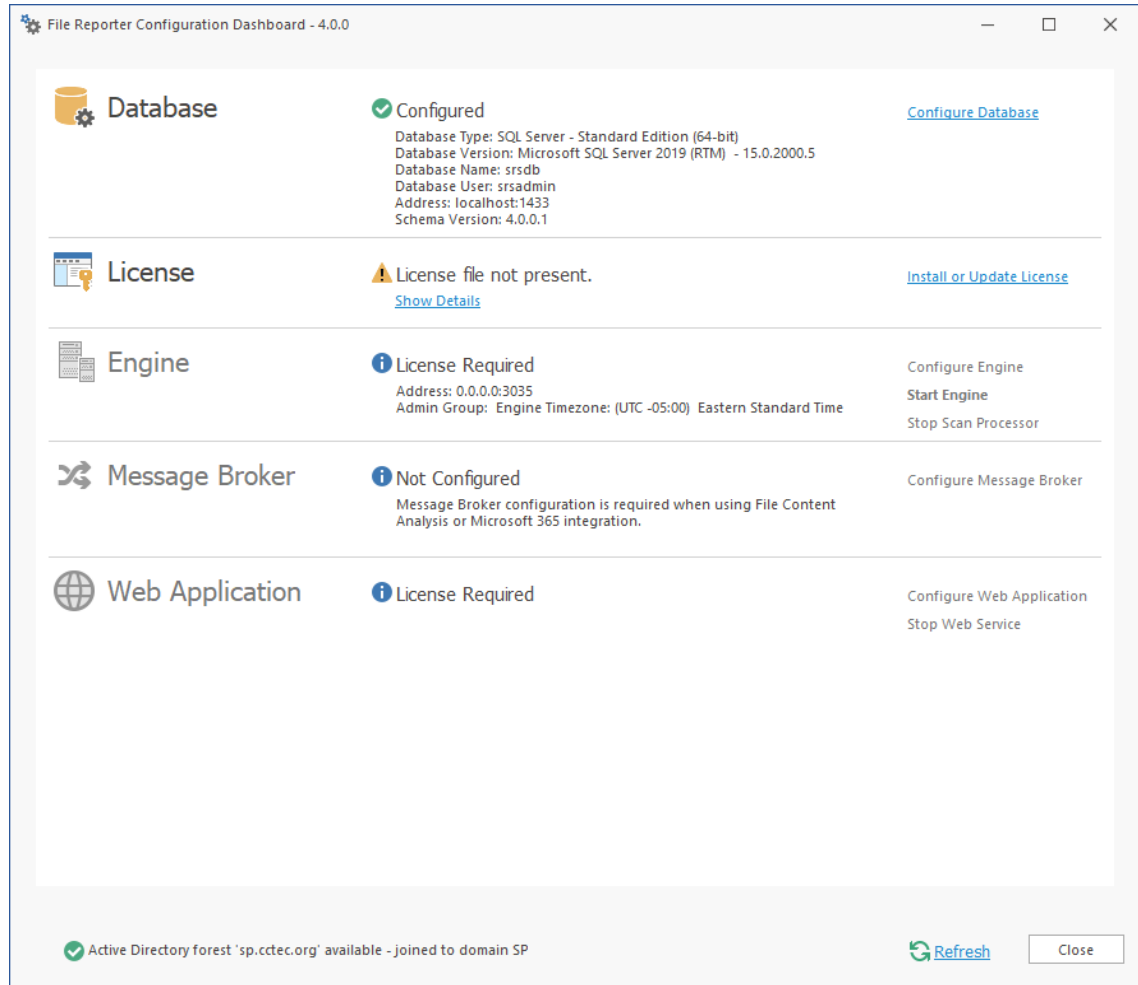 File Reporter Configuration Dashboard - 4.0.0
Database
Configured
Configure Database
Database Type: SQL Server - Standard Edition (64-bit)
Database Version: Microsoft SQL Server 2019 (RTM)  - 15.0.2000.5
Database Name: srsdb
Database User: srsadmin
Address: localhost:1433
Schema Version: 4.0.0.1
License
License file not present.
Install or Update License
Show Details
Engine
License Required
Configure Engine
Address: 0.0.0.0:3035
Start Engine
Admin Group:  Engine Timezone: (UTC -05:00)  Eastern Standard Time
Stop Scan Processor
Message Broker
Not Configured
Configure Message Broker
Message Broker configuration is required when using File Content
Analysis or Microsoft 365 integration.
Web Application
License Required
Configure Web Application
Stop Web Service
Active Directory forest 'sp.cctec.org' available - joined to domain SP
Refresh
Close